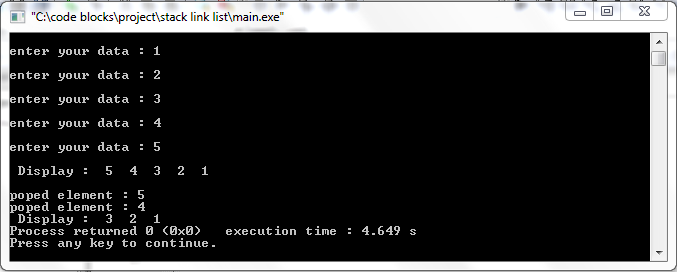 "C:\code blocks\project\stack link list\main.exe"
enter your data : 1
enter your data : 2
enter your data : 3
enter your data : 4
enter your data : 5
Display :  5  4  3  2  1
poped element : 5
poped element : 4
Display :  3  2  1
Process returned 0 (0x0)   execution time : 4.649 s
Press any key to continue.